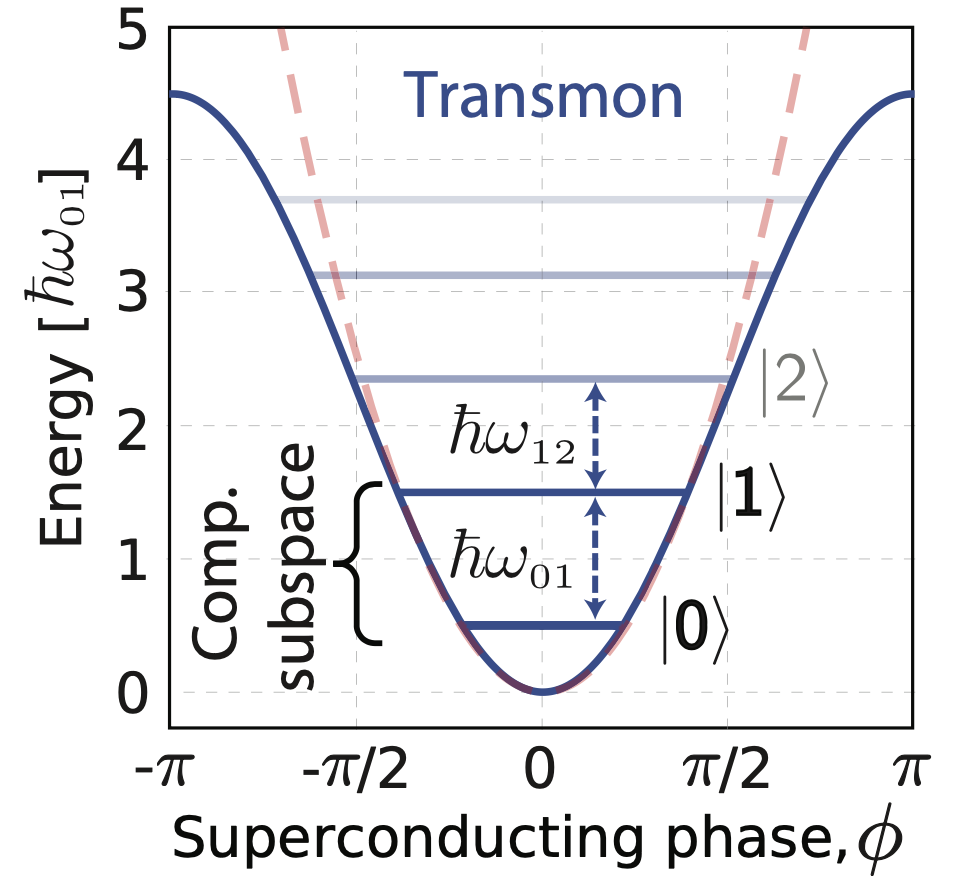 Transmon
5
4
3
2
1
0
Energy [ℏω₀₁]
|2⟩
ℏω₁₂
|1⟩
ℏω₀₁
|0⟩
Comp.
subspace
-π
-π/2
0
π/2
π
Superconducting phase, ϕ